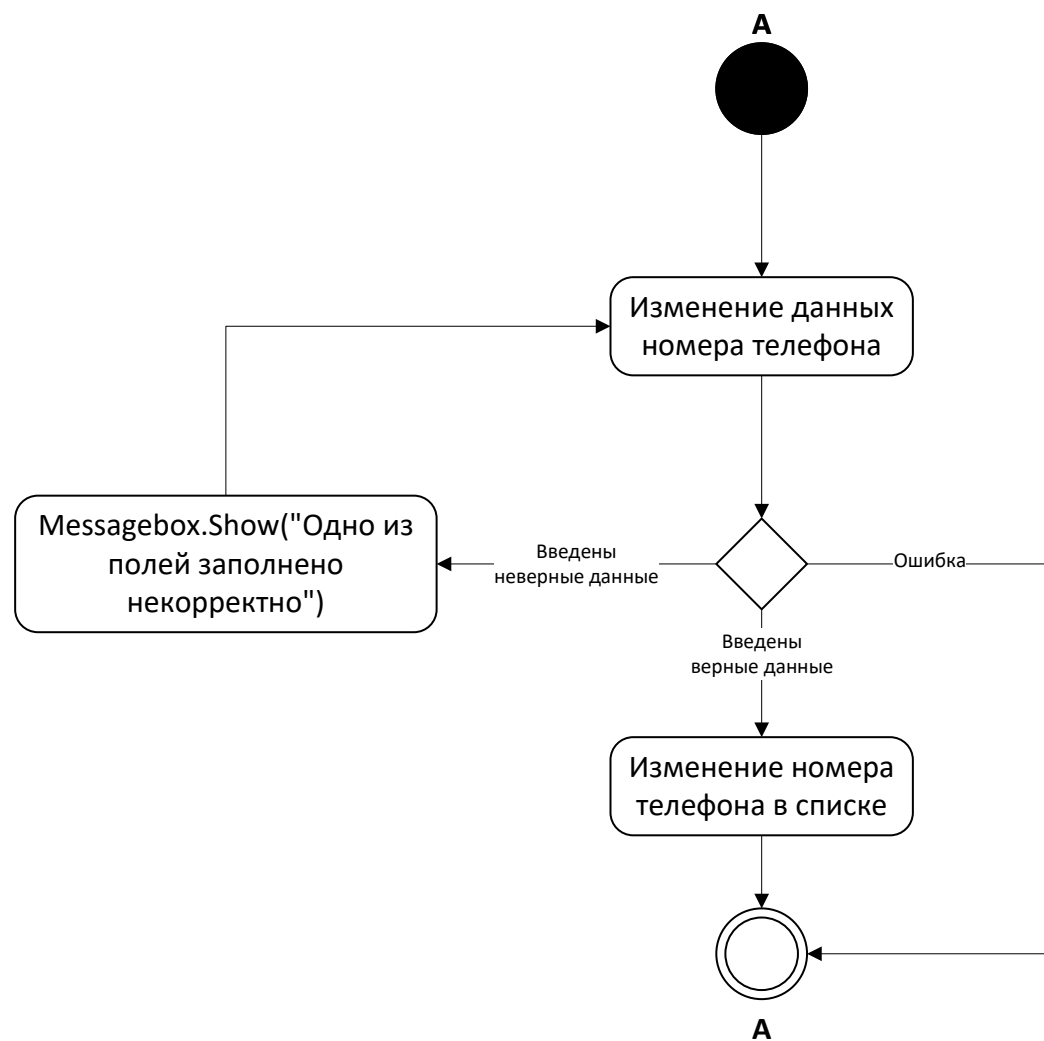 А
Изменение данных
номера телефона
Messagebox.Show("Одно из
полей заполнено
некорректно")
Введены
неверные данные
Ошибка
Введены
верные данные
Изменение номера
телефона в списке
А